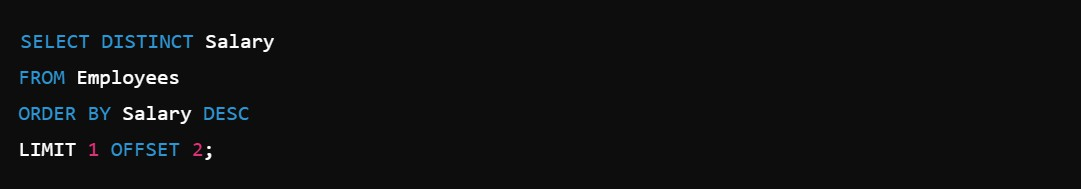 SELECT DISTINCT Salary
FROM Employees
ORDER BY Salary DESC
LIMIT 1 OFFSET 2;